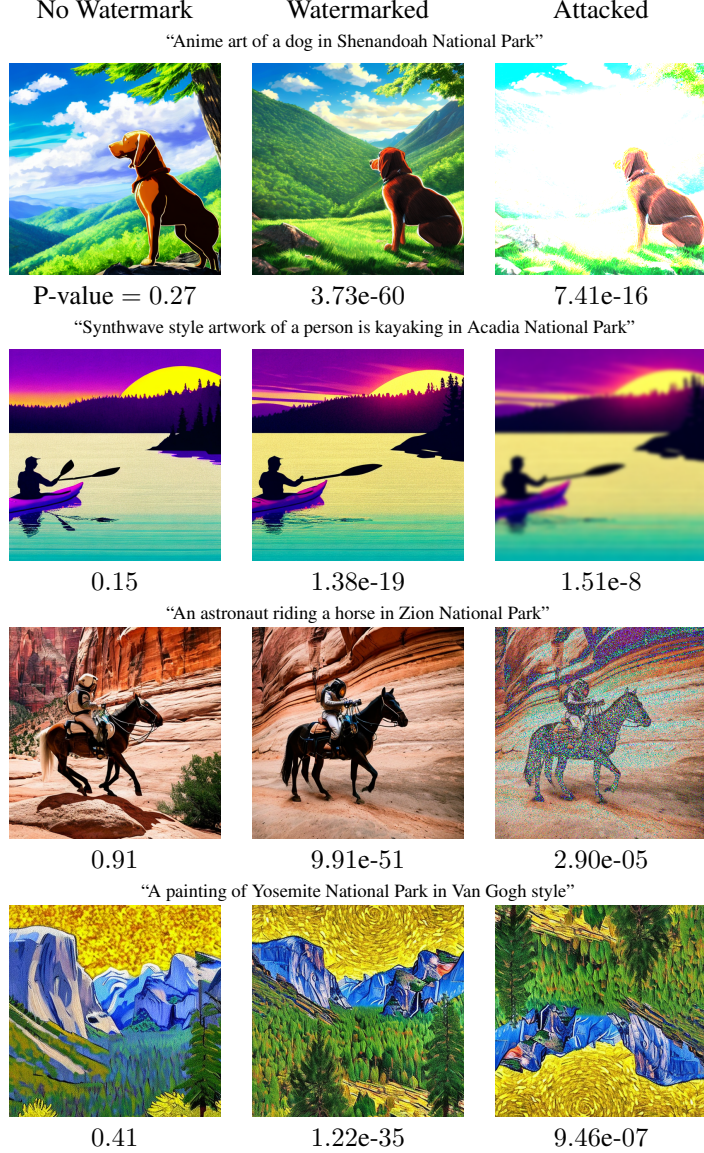 No Watermark Watermarked Attacked
“Anime art of a dog in Shenandoah National Park”
P-value = 0.27 3.73e-60 7.41e-16
“Synthwave style artwork of a person is kayaking in Acadia National Park”
0.15 1.38e-19 1.51e-8
“An astronaut riding a horse in Zion National Park”
0.91 9.91e-51 2.90e-05
“A painting of Yosemite National Park in Van Gogh style”
0.41 1.22e-35 9.46e-07